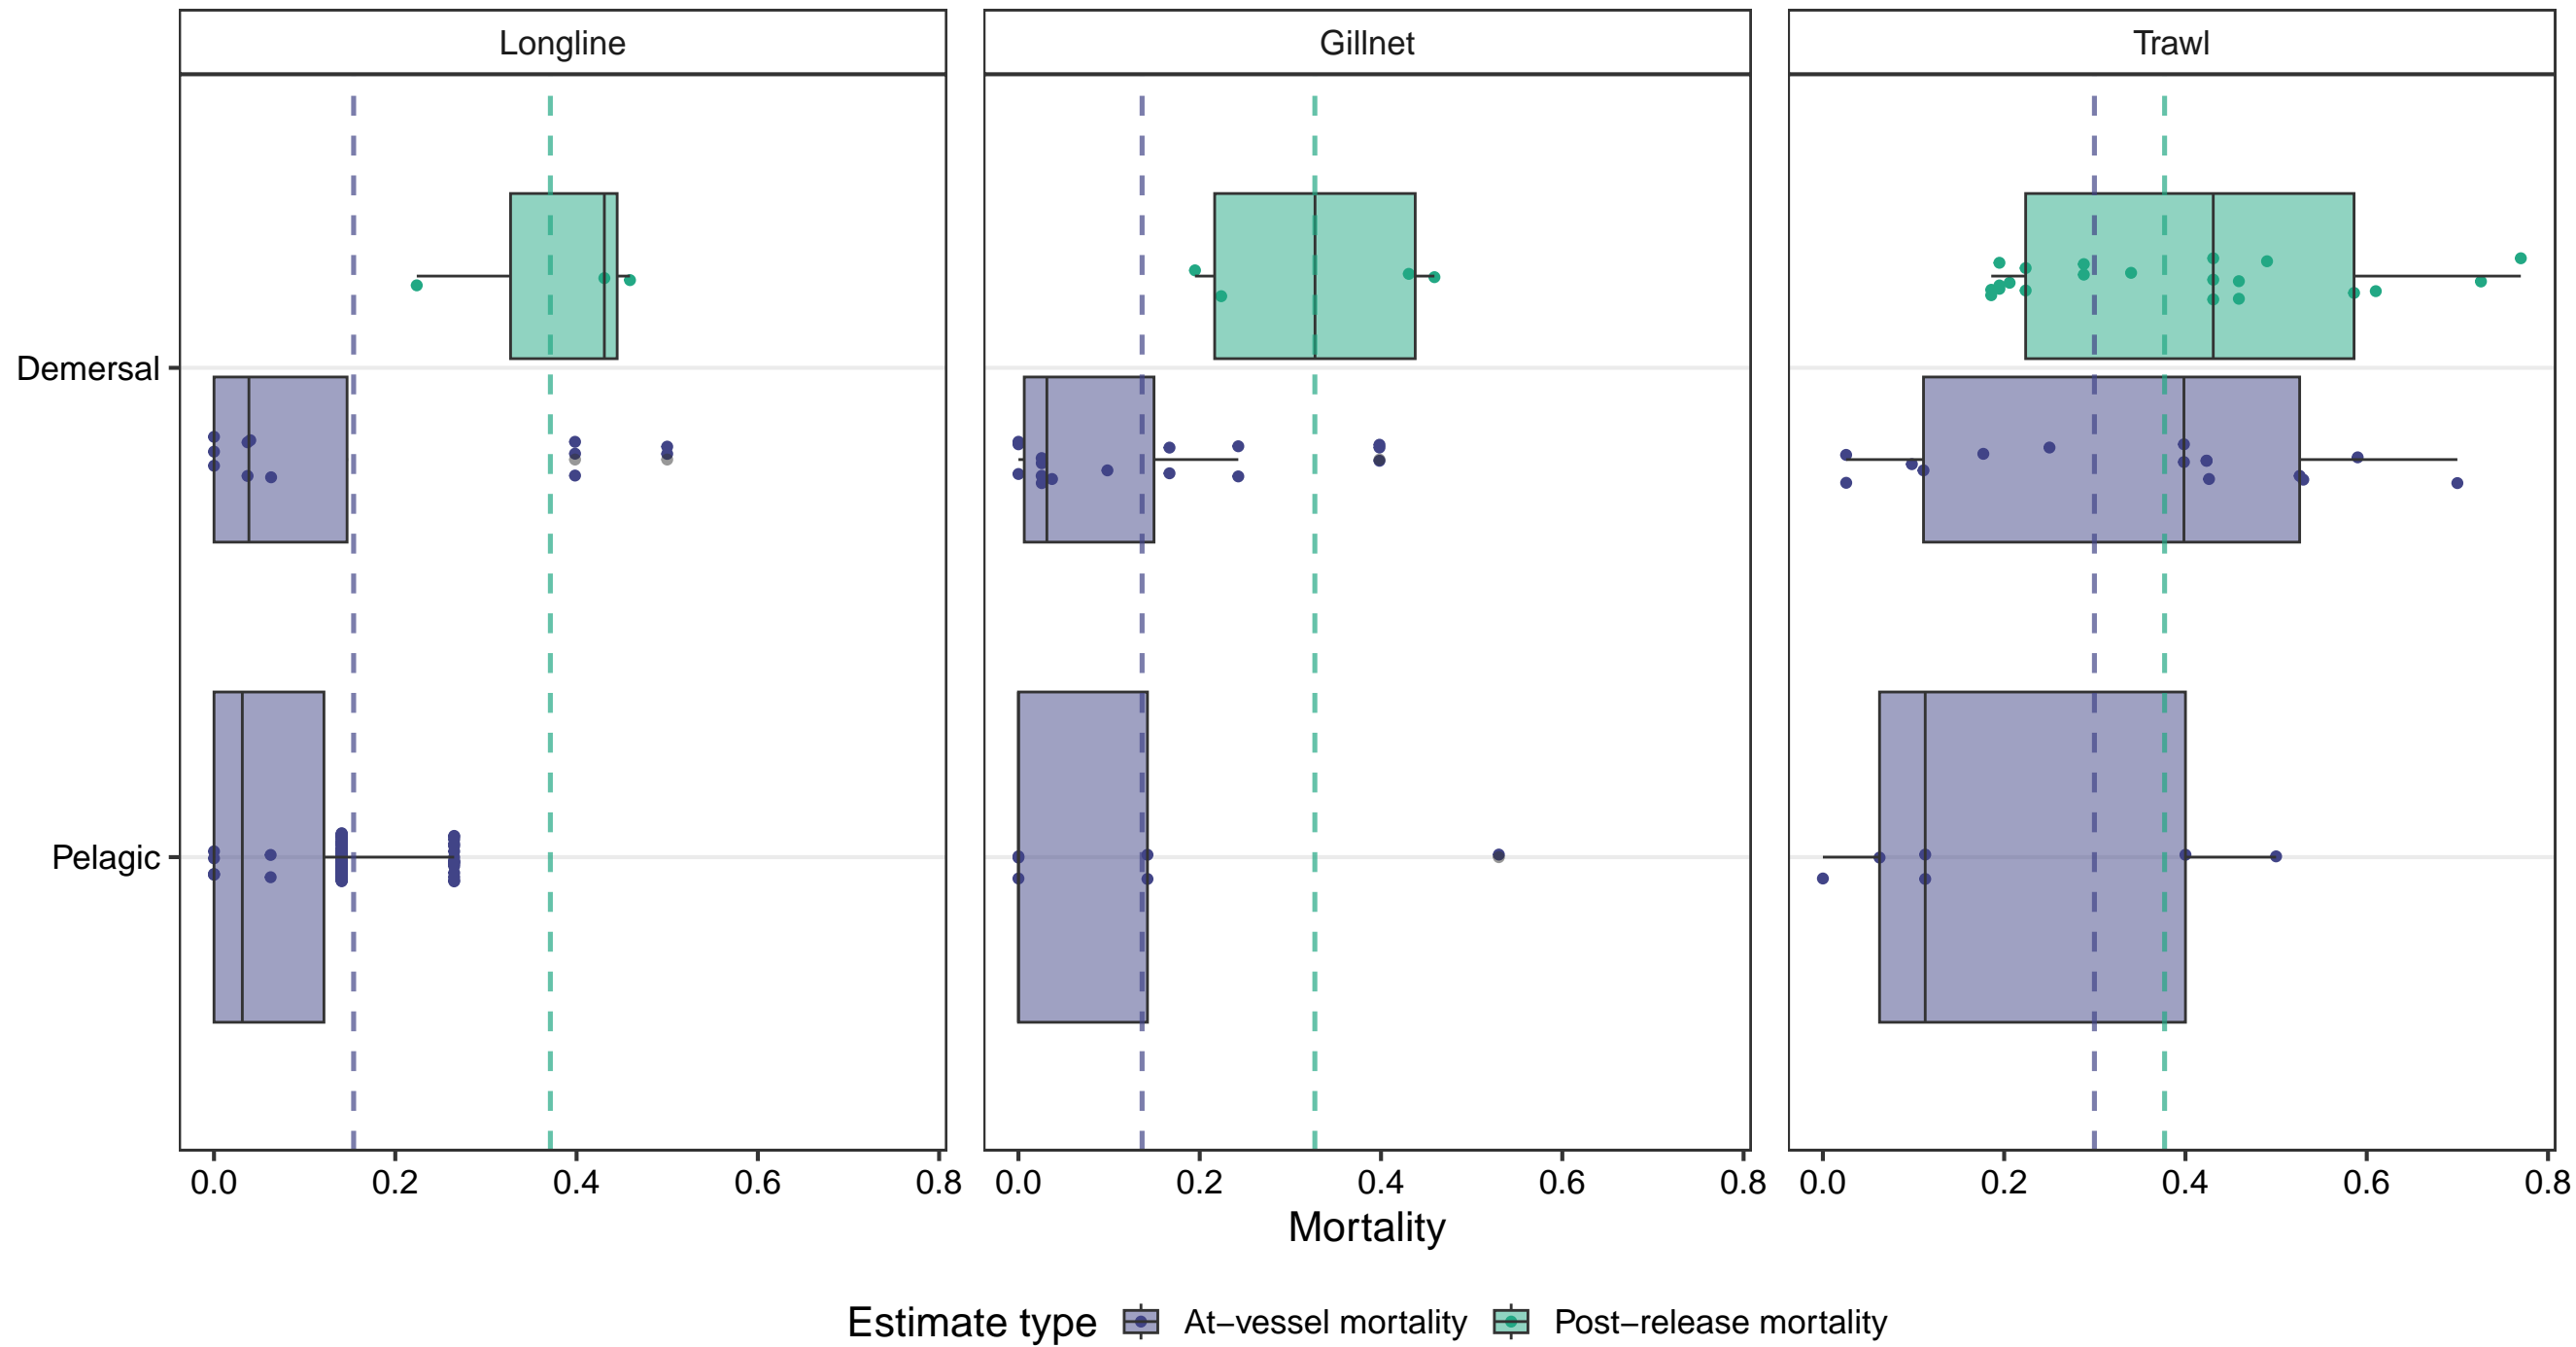 Longline Gillnet Trawl
Demersal
Pelagic
0.0 0.2 0.4 0.6 0.8 0.0 0.2 0.4 0.6 0.8 0.0 0.2 0.4 0.6 0.8
Mortality
Estimate type At−vessel mortality Post−release mortality